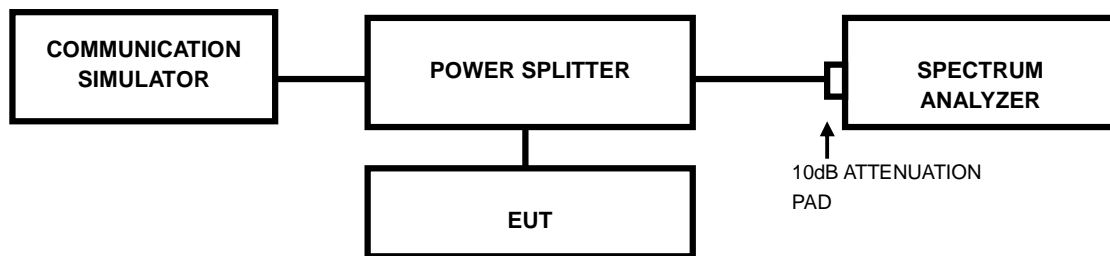 COMMUNICATION
SIMULATOR
POWER SPLITTER
SPECTRUM
ANALYZER
10dB ATTENUATION
PAD
EUT